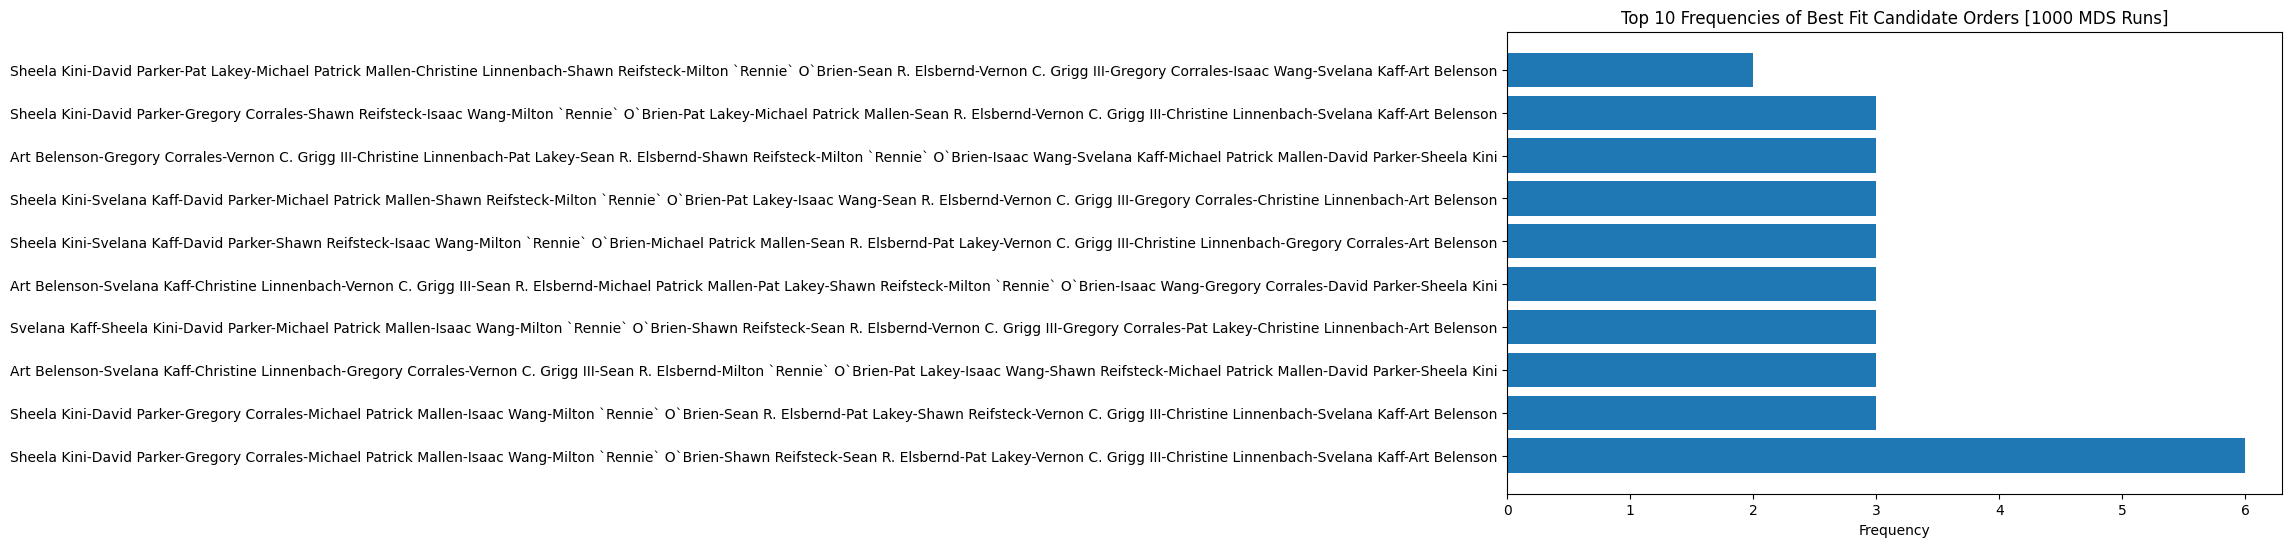 Top 10 Frequencies of Best Fit Candidate Orders [1000 MDS Runs]
Sheela Kini-David Parker-Pat Lakey-Michael Patrick Mallen-Christine Linnenbach-Shawn Reifsteck-Milton `Rennie` O`Brien-Sean R. Elsbernd-Vernon C. Grigg III-Gregory Corrales-Isaac Wang-Svelana Kaff-Art Belenson
Sheela Kini-David Parker-Gregory Corrales-Shawn Reifsteck-Isaac Wang-Milton `Rennie` O`Brien-Pat Lakey-Michael Patrick Mallen-Sean R. Elsbernd-Vernon C. Grigg III-Christine Linnenbach-Svelana Kaff-Art Belenson
Art Belenson-Gregory Corrales-Vernon C. Grigg III-Christine Linnenbach-Pat Lakey-Sean R. Elsbernd-Shawn Reifsteck-Milton `Rennie` O`Brien-Isaac Wang-Svelana Kaff-Michael Patrick Mallen-David Parker-Sheela Kini
Sheela Kini-Svelana Kaff-David Parker-Michael Patrick Mallen-Shawn Reifsteck-Milton `Rennie` O`Brien-Pat Lakey-Isaac Wang-Sean R. Elsbernd-Vernon C. Grigg III-Gregory Corrales-Christine Linnenbach-Art Belenson
Sheela Kini-Svelana Kaff-David Parker-Shawn Reifsteck-Isaac Wang-Milton `Rennie` O`Brien-Michael Patrick Mallen-Sean R. Elsbernd-Pat Lakey-Vernon C. Grigg III-Christine Linnenbach-Gregory Corrales-Art Belenson
Art Belenson-Svelana Kaff-Christine Linnenbach-Vernon C. Grigg III-Sean R. Elsbernd-Michael Patrick Mallen-Pat Lakey-Shawn Reifsteck-Milton `Rennie` O`Brien-Isaac Wang-Gregory Corrales-David Parker-Sheela Kini
Svelana Kaff-Sheela Kini-David Parker-Michael Patrick Mallen-Isaac Wang-Milton `Rennie` O`Brien-Shawn Reifsteck-Sean R. Elsbernd-Vernon C. Grigg III-Gregory Corrales-Pat Lakey-Christine Linnenbach-Art Belenson
Art Belenson-Svelana Kaff-Christine Linnenbach-Gregory Corrales-Vernon C. Grigg III-Sean R. Elsbernd-Milton `Rennie` O`Brien-Pat Lakey-Isaac Wang-Shawn Reifsteck-Michael Patrick Mallen-David Parker-Sheela Kini
Sheela Kini-David Parker-Gregory Corrales-Michael Patrick Mallen-Isaac Wang-Milton `Rennie` O`Brien-Sean R. Elsbernd-Pat Lakey-Shawn Reifsteck-Vernon C. Grigg III-Christine Linnenbach-Svelana Kaff-Art Belenson
Sheela Kini-David Parker-Gregory Corrales-Michael Patrick Mallen-Isaac Wang-Milton `Rennie` O`Brien-Shawn Reifsteck-Sean R. Elsbernd-Pat Lakey-Vernon C. Grigg III-Christine Linnenbach-Svelana Kaff-Art Belenson
0 1 2 3 4 5 6
Frequency